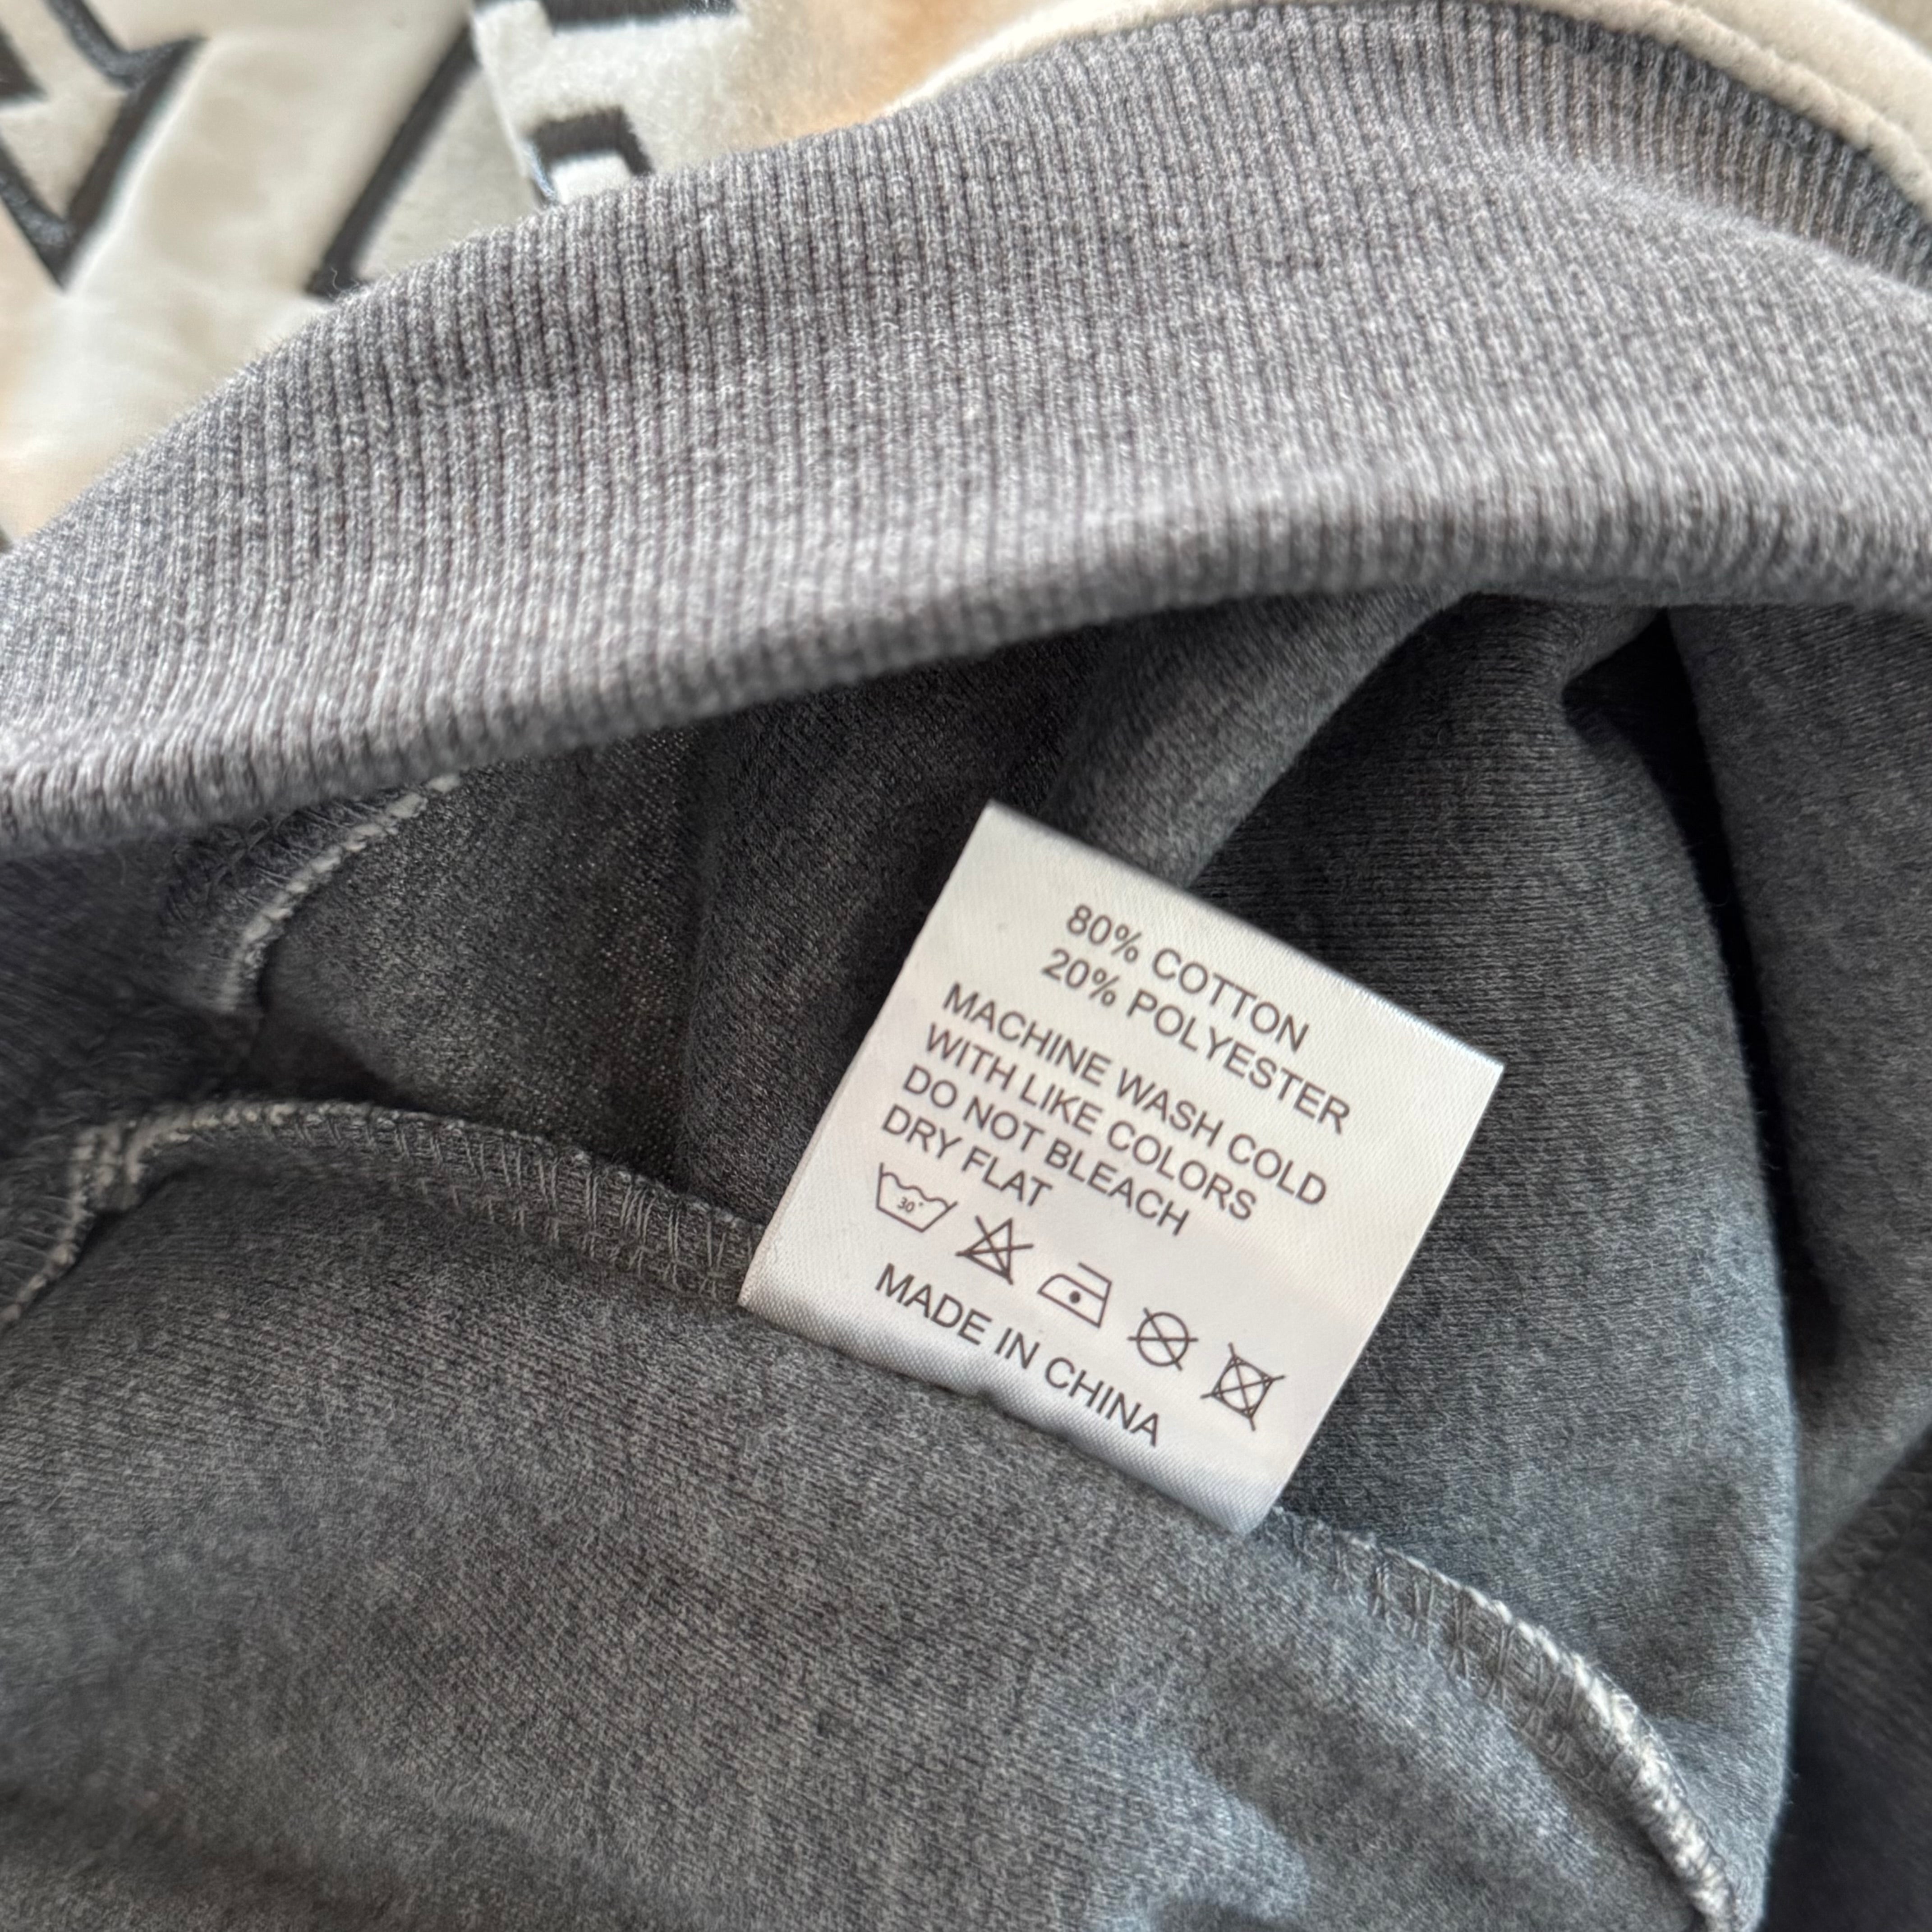 80% COTTON
20% POLYESTER
MACHINE WASH COLD
WITH LIKE COLORS
DO NOT BLEACH
DRY FLAT
30°
MADE IN CHINA